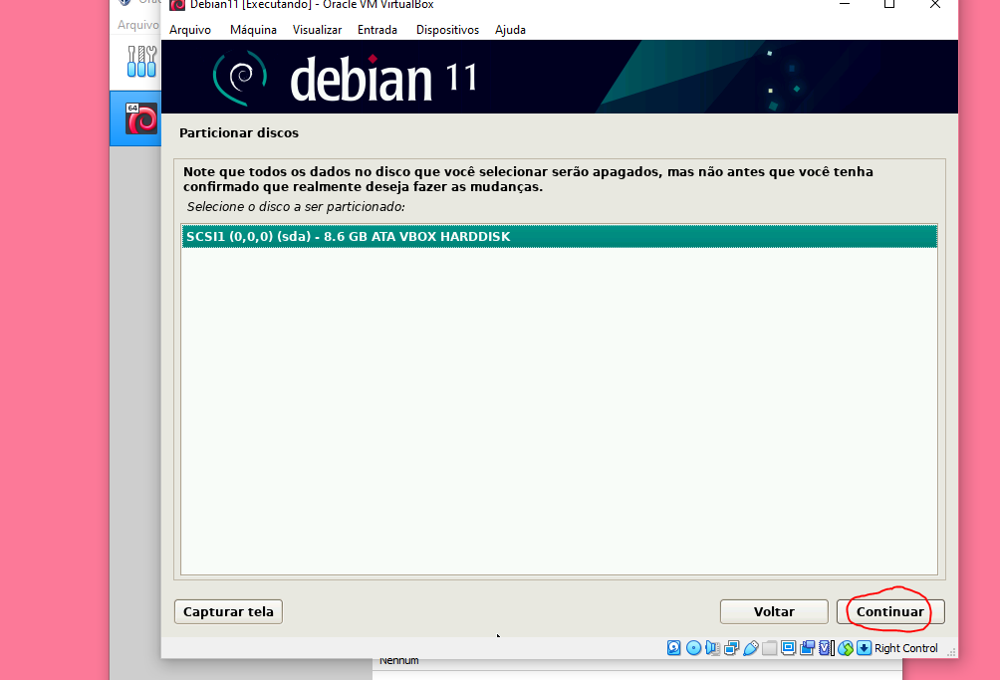 Debian11 [Executando] - Oracle VM VirtualBox
Arquivo
Arquivo Máquina Visualizar Entrada Dispositivos Ajuda
debian 11
64
Particionar discos
Note que todos os dados no disco que você selecionar serão apagados, mas não antes que você tenha
confirmado que realmente deseja fazer as mudanças.
Selecione o disco a ser particionado:
SCSI1 (0,0,0) (sda) - 8.6 GB ATA VBOX HARDDISK
Capturar tela Voltar Continuar
Right Control
Nenhum